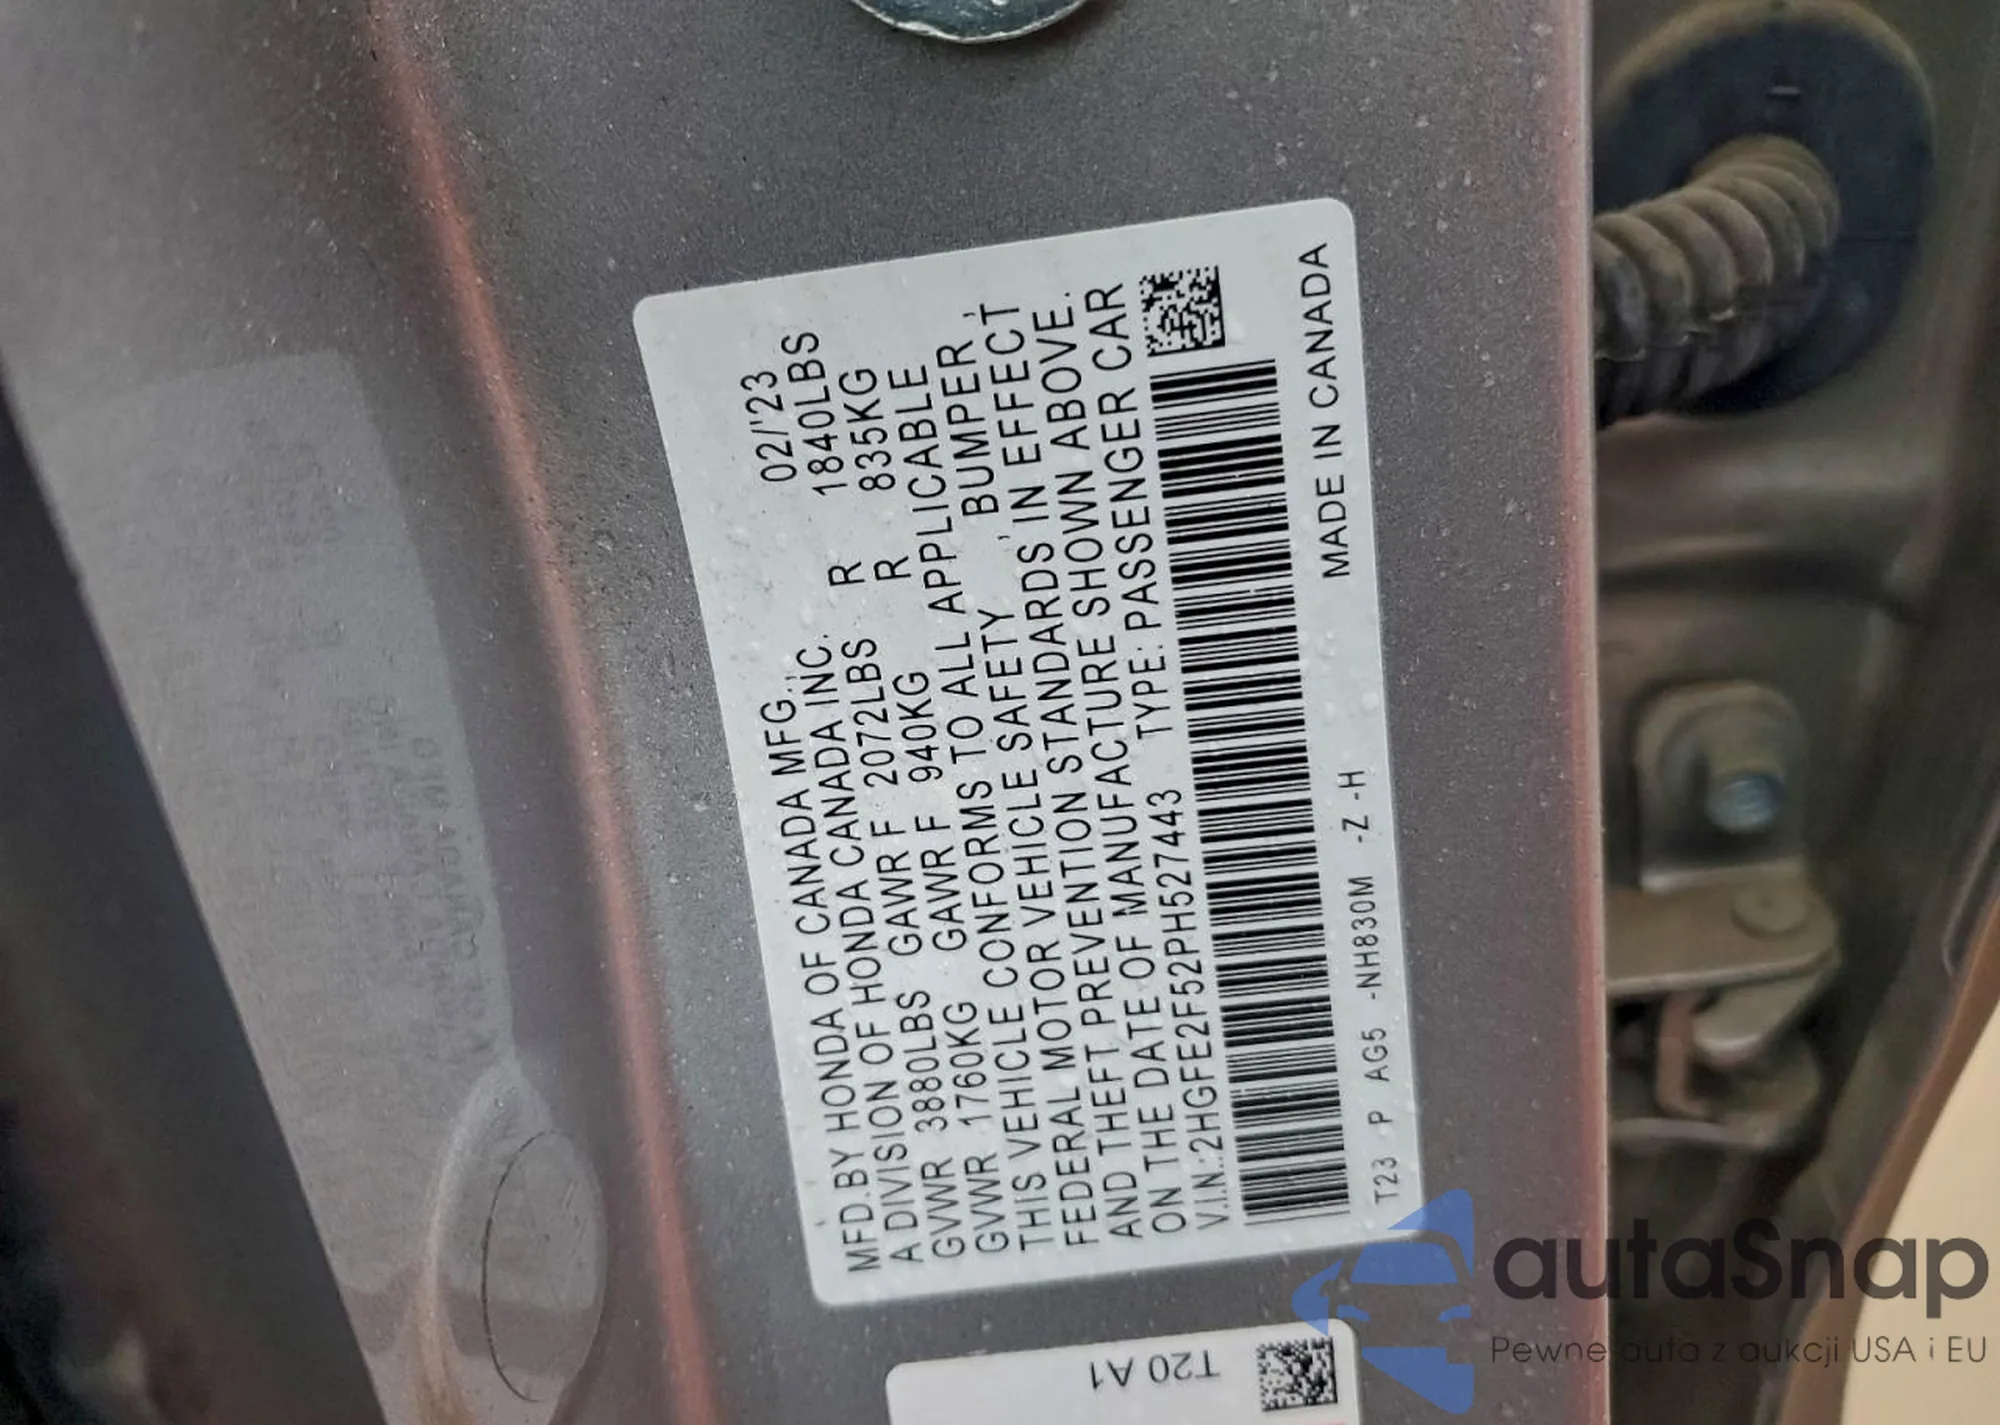 MFD.BY HONDA OF CANADA MFG., 02/'23
A DIVISION OF HONDA CANADA INC.
GVWR 3880LBS GAWR F 2072LBS R 1840LBS
GVWR 1760KG GAWR F 940KG R 835KG
THIS VEHICLE CONFORMS TO ALL APPLICABLE
FEDERAL MOTOR VEHICLE SAFETY, BUMPER,
AND THEFT PREVENTION STANDARDS IN EFFECT
ON THE DATE OF MANUFACTURE SHOWN ABOVE.
V.I.N.:2HGFE2F52PH527443 TYPE: PASSENGER CAR
T23 P AG5 -NH830M -Z -H MADE IN CANADA
T20 A1
autaSnap
Pewne auta z aukcji USA i EU